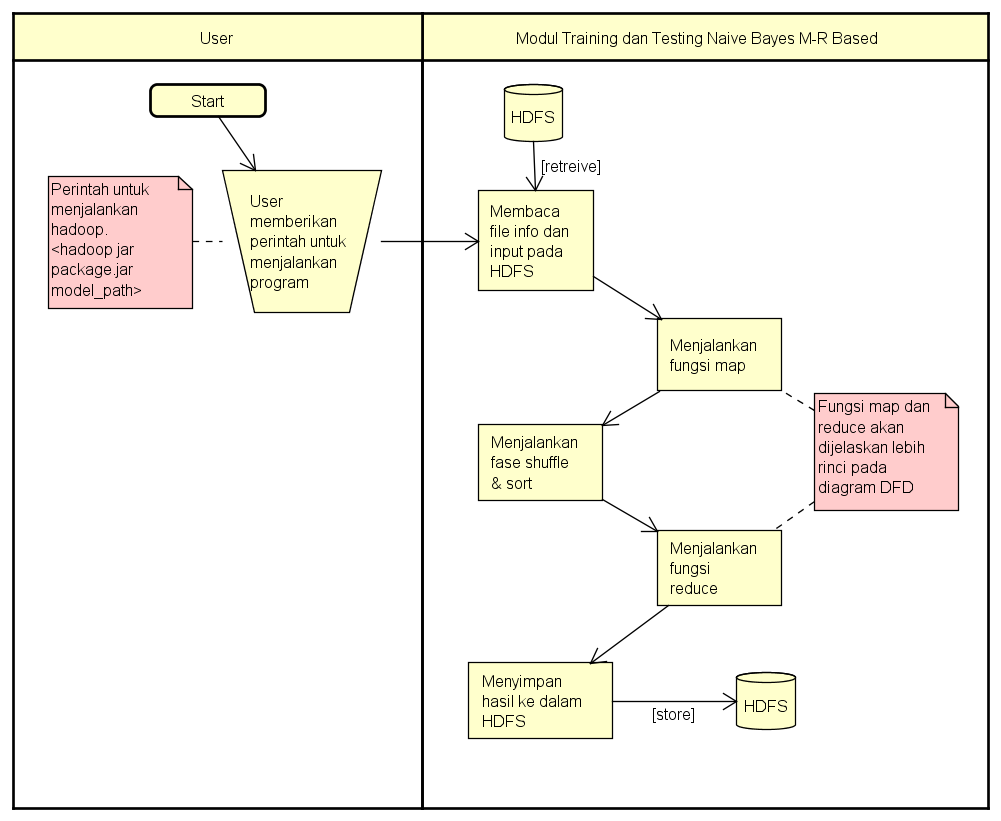 User
Modul Training dan Testing Naive Bayes M-R Based
Start
HDFS
[retreive]
Perintah untuk
menjalankan
hadoop.
<hadoop jar
package.jar
model_path>
User
memberikan
perintah untuk
menjalankan
program
Membaca
file info dan
input pada
HDFS
Menjalankan
fungsi map
Fungsi map dan
reduce akan
dijelaskan lebih
rinci pada
diagram DFD
Menjalankan
fase shuffle
& sort
Menjalankan
fungsi
reduce
Menyimpan
hasil ke dalam
HDFS
[store]
HDFS